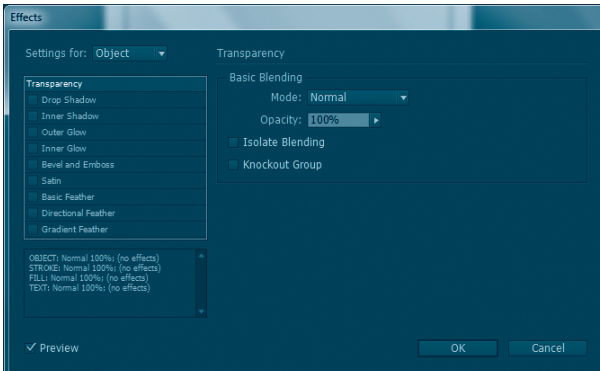 Effects
Settings for: Object
Transparency
Transparency
Drop Shadow
Inner Shadow
Outer Glow
Inner Glow
Bevel and Emboss
Satin
Basic Feather
Directional Feather
Gradient Feather
Basic Blending
Mode: Normal
Opacity: 100%
Isolate Blending
Knockout Group
OBJECT: Normal 100%; (no effects)
STROKE: Normal 100%; (no effects)
FILL: Normal 100%; (no effects)
TEXT: Normal 100%; (no effects)
Preview
OK
Cancel